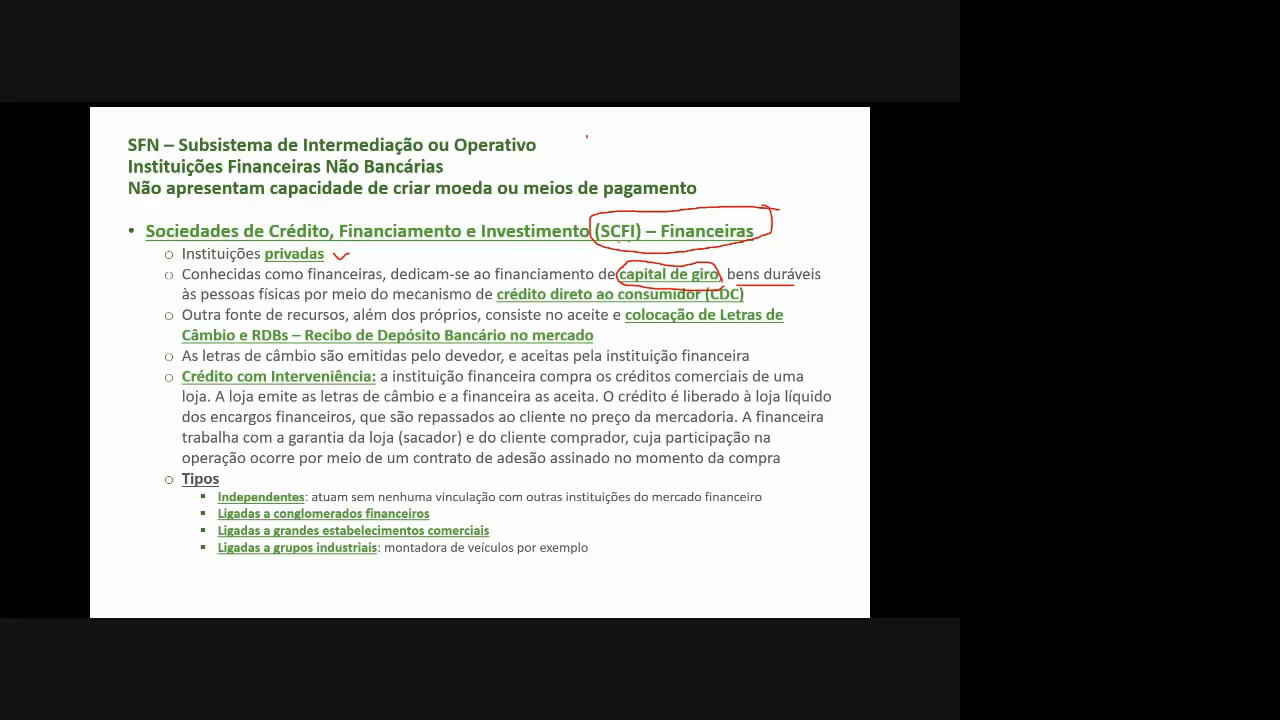 SFN – Subsistema de Intermediação ou Operativo
Instituições Financeiras Não Bancárias
Não apresentam capacidade de criar moeda ou meios de pagamento
• Sociedades de Crédito, Financiamento e Investimento (SCFI) – Financeiras
o Instituições privadas
o Conhecidas como financeiras, dedicam-se ao financiamento de capital de giro, bens duráveis
às pessoas físicas por meio do mecanismo de crédito direto ao consumidor (CDC)
o Outra fonte de recursos, além dos próprios, consiste no aceite e colocação de Letras de
Câmbio e RDBs – Recibo de Depósito Bancário no mercado
o As letras de câmbio são emitidas pelo devedor, e aceitas pela instituição financeira
o Crédito com Interveniência: a instituição financeira compra os créditos comerciais de uma
loja. A loja emite as letras de câmbio e a financeira as aceita. O crédito é liberado à loja líquido
dos encargos financeiros, que são repassados ao cliente no preço da mercadoria. A financeira
trabalha com a garantia da loja (sacador) e do cliente comprador, cuja participação na
operação ocorre por meio de um contrato de adesão assinado no momento da compra
o Tipos
▪ Independentes: atuam sem nenhuma vinculação com outras instituições do mercado financeiro
▪ Ligadas a conglomerados financeiros
▪ Ligadas a grandes estabelecimentos comerciais
▪ Ligadas a grupos industriais: montadora de veículos por exemplo